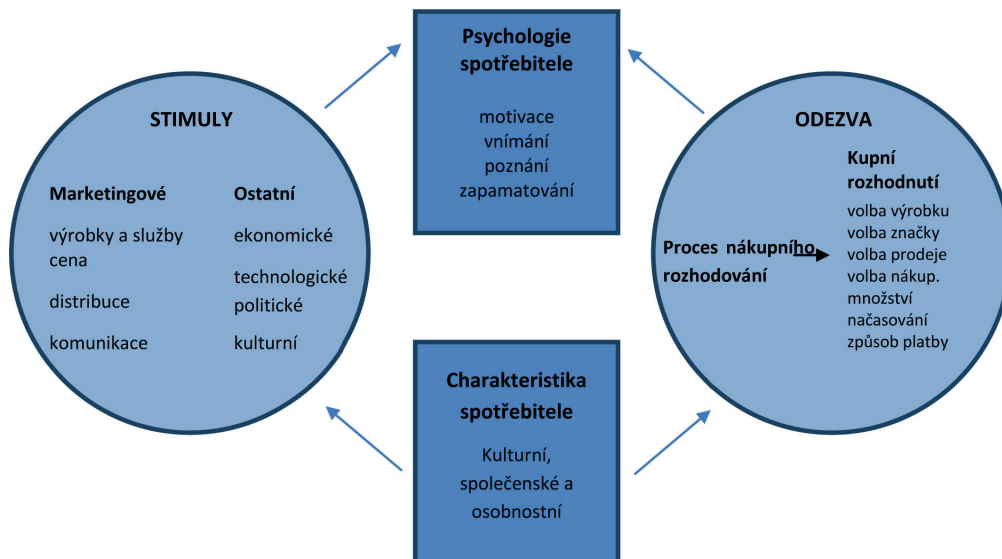 Psychologie
spotřebitele
motivace
vnímání
poznání
zapamatování
STIMULY
Marketingové
výrobky a služby
cena
distribuce
komunikace
Ostatní
ekonomické
technologické
politické
kulturní
ODEZVA
Proces nákupního
rozhodování
Kupní
rozhodnutí
volba výrobku
volba značky
volba prodeje
volba nákup.
množství
načasování
způsob platby
Charakteristika
spotřebitele
Kulturní,
společenské a
osobnostní